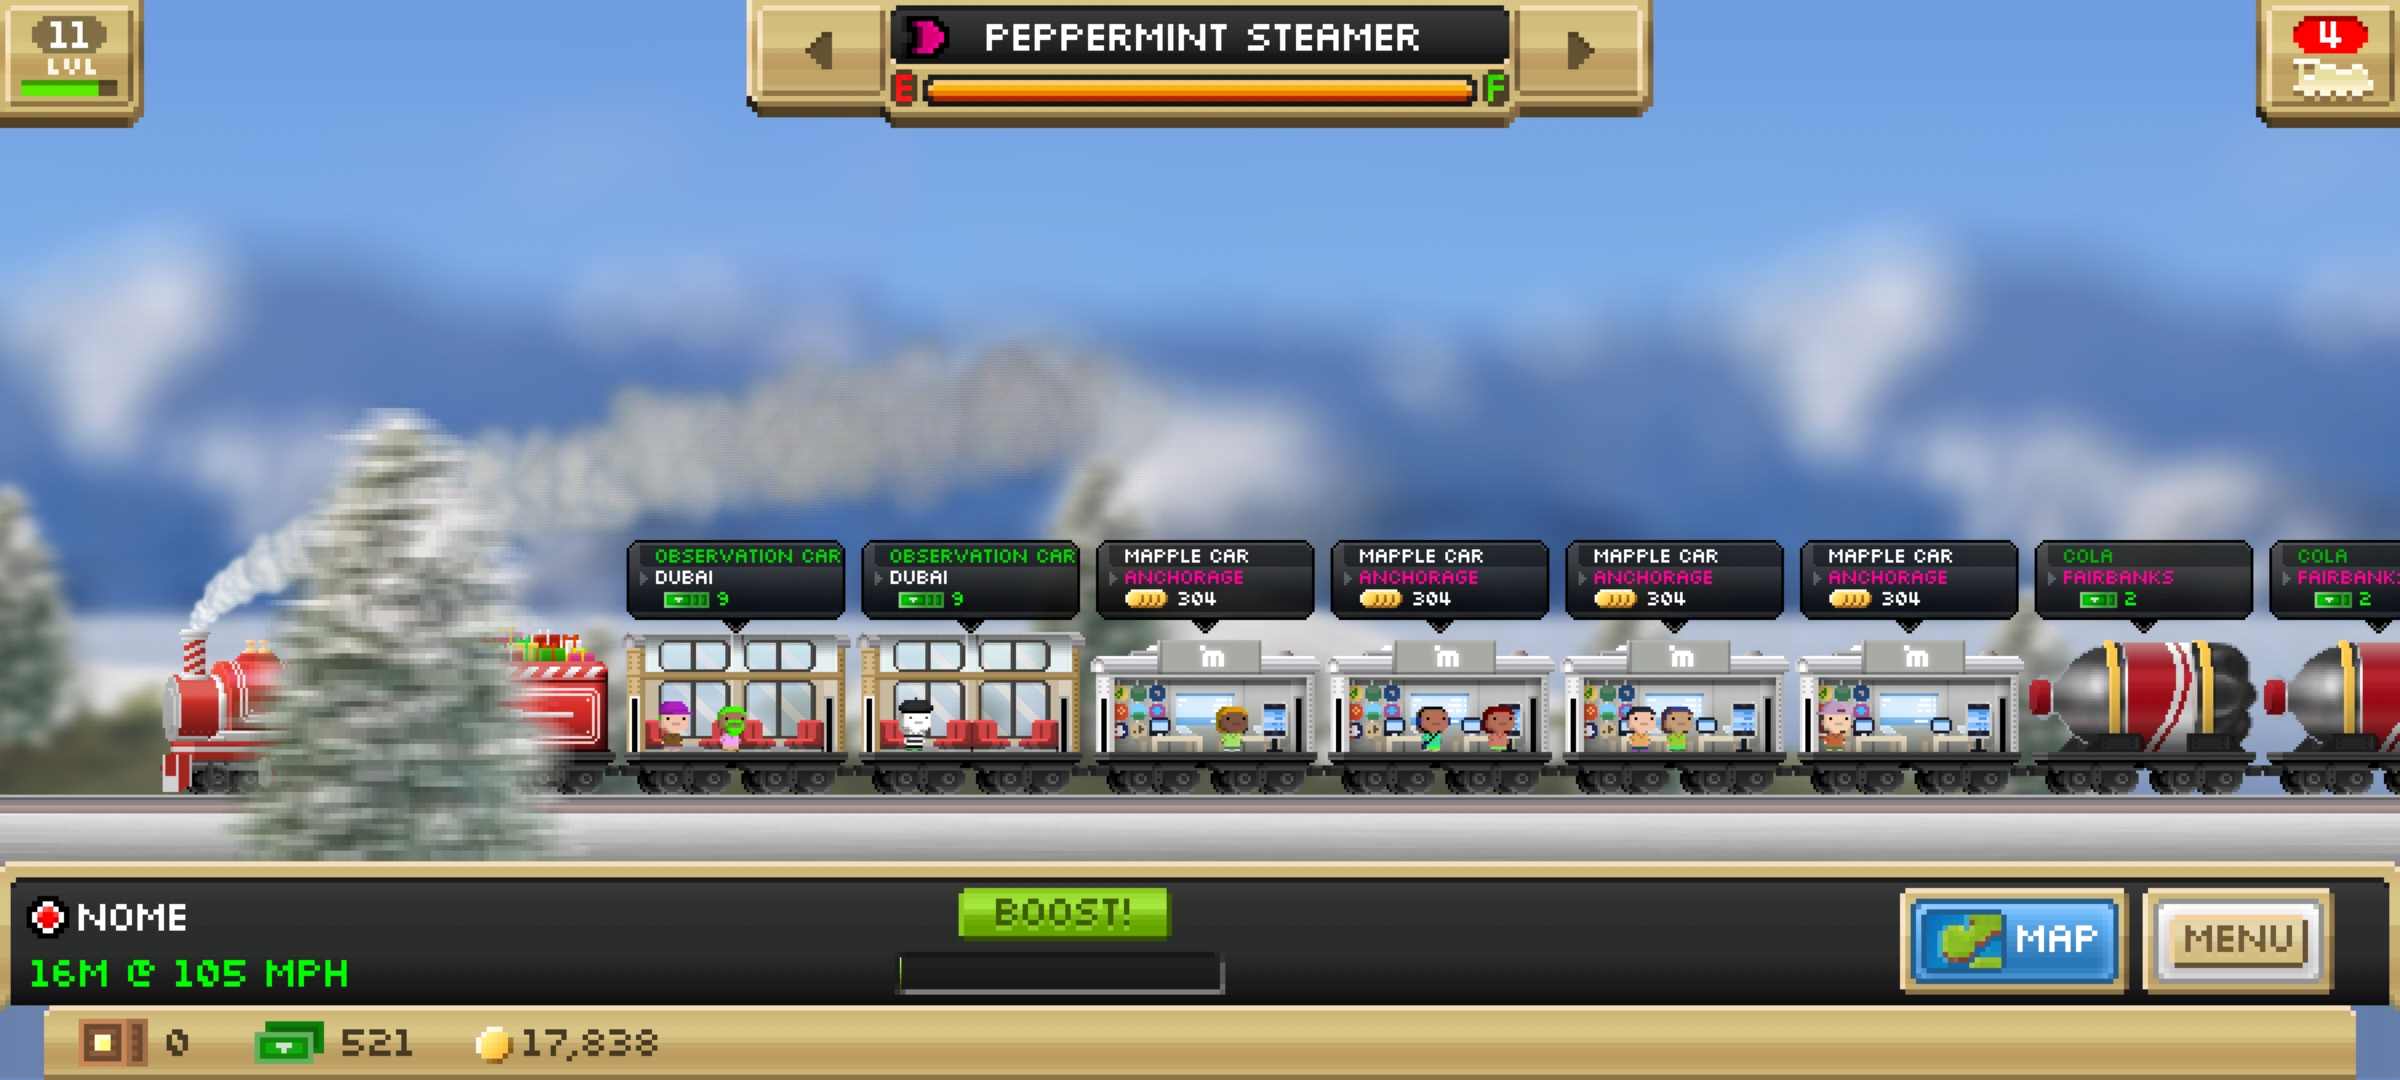 11
LVL
PEPPERMINT STEAMER
E F
4
OBSERVATION CAR
DUBAI
9
OBSERVATION CAR
DUBAI
9
MAPPLE CAR
ANCHORAGE
304
MAPPLE CAR
ANCHORAGE
304
MAPPLE CAR
ANCHORAGE
304
MAPPLE CAR
ANCHORAGE
304
COLA
FAIRBANKS
2
COLA
FAIRBANK
2
m
m
m
m
NOME
16M @ 105 MPH
BOOST!
MAP
MENU
0
521
17,838